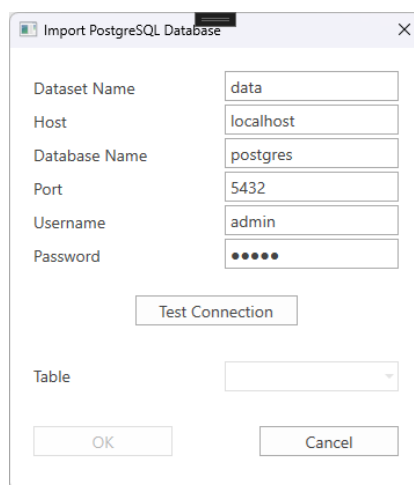 Import PostgreSQL Database
Dataset Name data
Host localhost
Database Name postgres
Port 5432
Username admin
Password •••••
Test Connection
Table
OK Cancel